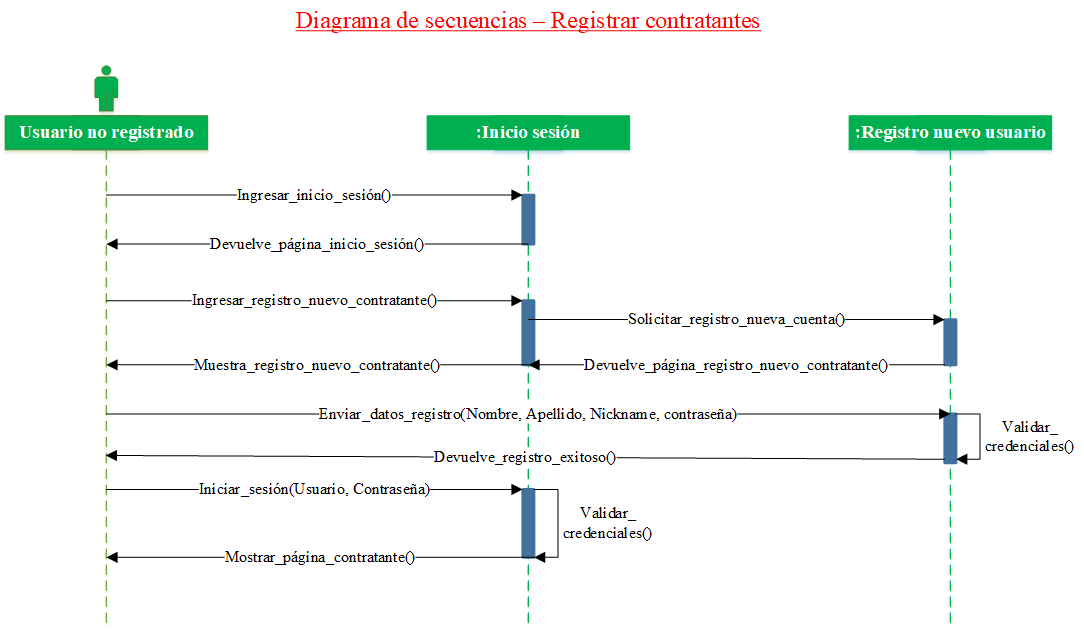 Diagrama de secuencias – Registrar contratantes
Usuario no registrado
:Inicio sesión
:Registro nuevo usuario
Ingresar_inicio_sesión()
Devuelve_página_inicio_sesión()
Ingresar_registro_nuevo_contratante()
Solicitar_registro_nueva_cuenta()
Muestra_registro_nuevo_contratante()
Devuelve_página_registro_nuevo_contratante()
Enviar_datos_registro(Nombre, Apellido, Nickname, contraseña)
Validar_
credenciales()
Devuelve_registro_exitoso()
Iniciar_sesión(Usuario, Contraseña)
Validar_
credenciales()
Mostrar_página_contratante()